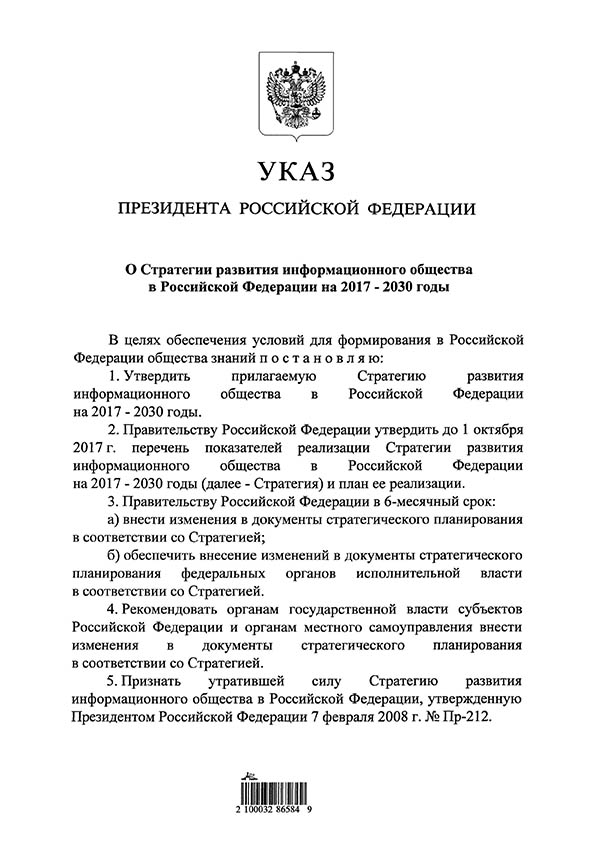 УКАЗ
ПРЕЗИДЕНТА РОССИЙСКОЙ ФЕДЕРАЦИИ
О Стратегии развития информационного общества
в Российской Федерации на 2017 - 2030 годы
В целях обеспечения условий для формирования в Российской
Федерации общества знаний п о с т а н о в л я ю:
1. Утвердить прилагаемую Стратегию развития
информационного общества в Российской Федерации
на 2017 - 2030 годы.
2. Правительству Российской Федерации утвердить до 1 октября
2017 г. перечень показателей реализации Стратегии развития
информационного общества в Российской Федерации
на 2017 - 2030 годы (далее - Стратегия) и план ее реализации.
3. Правительству Российской Федерации в 6-месячный срок:
а) внести изменения в документы стратегического планирования
в соответствии со Стратегией;
б) обеспечить внесение изменений в документы стратегического
планирования федеральных органов исполнительной власти
в соответствии со Стратегией.
4. Рекомендовать органам государственной власти субъектов
Российской Федерации и органам местного самоуправления внести
изменения в документы стратегического планирования
в соответствии со Стратегией.
5. Признать утратившей силу Стратегию развития
информационного общества в Российской Федерации, утвержденную
Президентом Российской Федерации 7 февраля 2008 г. № Пр-212.
2 100032 86584 9